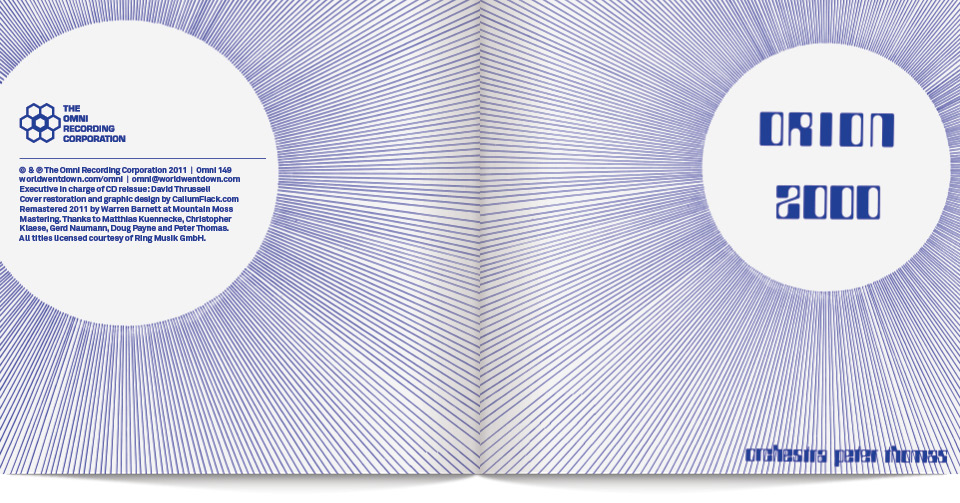 THE
OMNI
RECORDING
CORPORATION
© & ℗ The Omni Recording Corporation 2011 | Omni 149
worldwentdown.com/omni | omni@worldwentdown.com
Executive in charge of CD reissue: David Thrussell
Cover restoration and graphic design by CallumFlack.com
Remastered 2011 by Warren Barnett at Mountain Moss
Mastering. Thanks to Matthias Kuennecke, Christopher
Klaese, Gerd Naumann, Doug Payne and Peter Thomas.
All titles licensed courtesy of Ring Musik GmbH.
ORION
2000
orchestra peter thomas